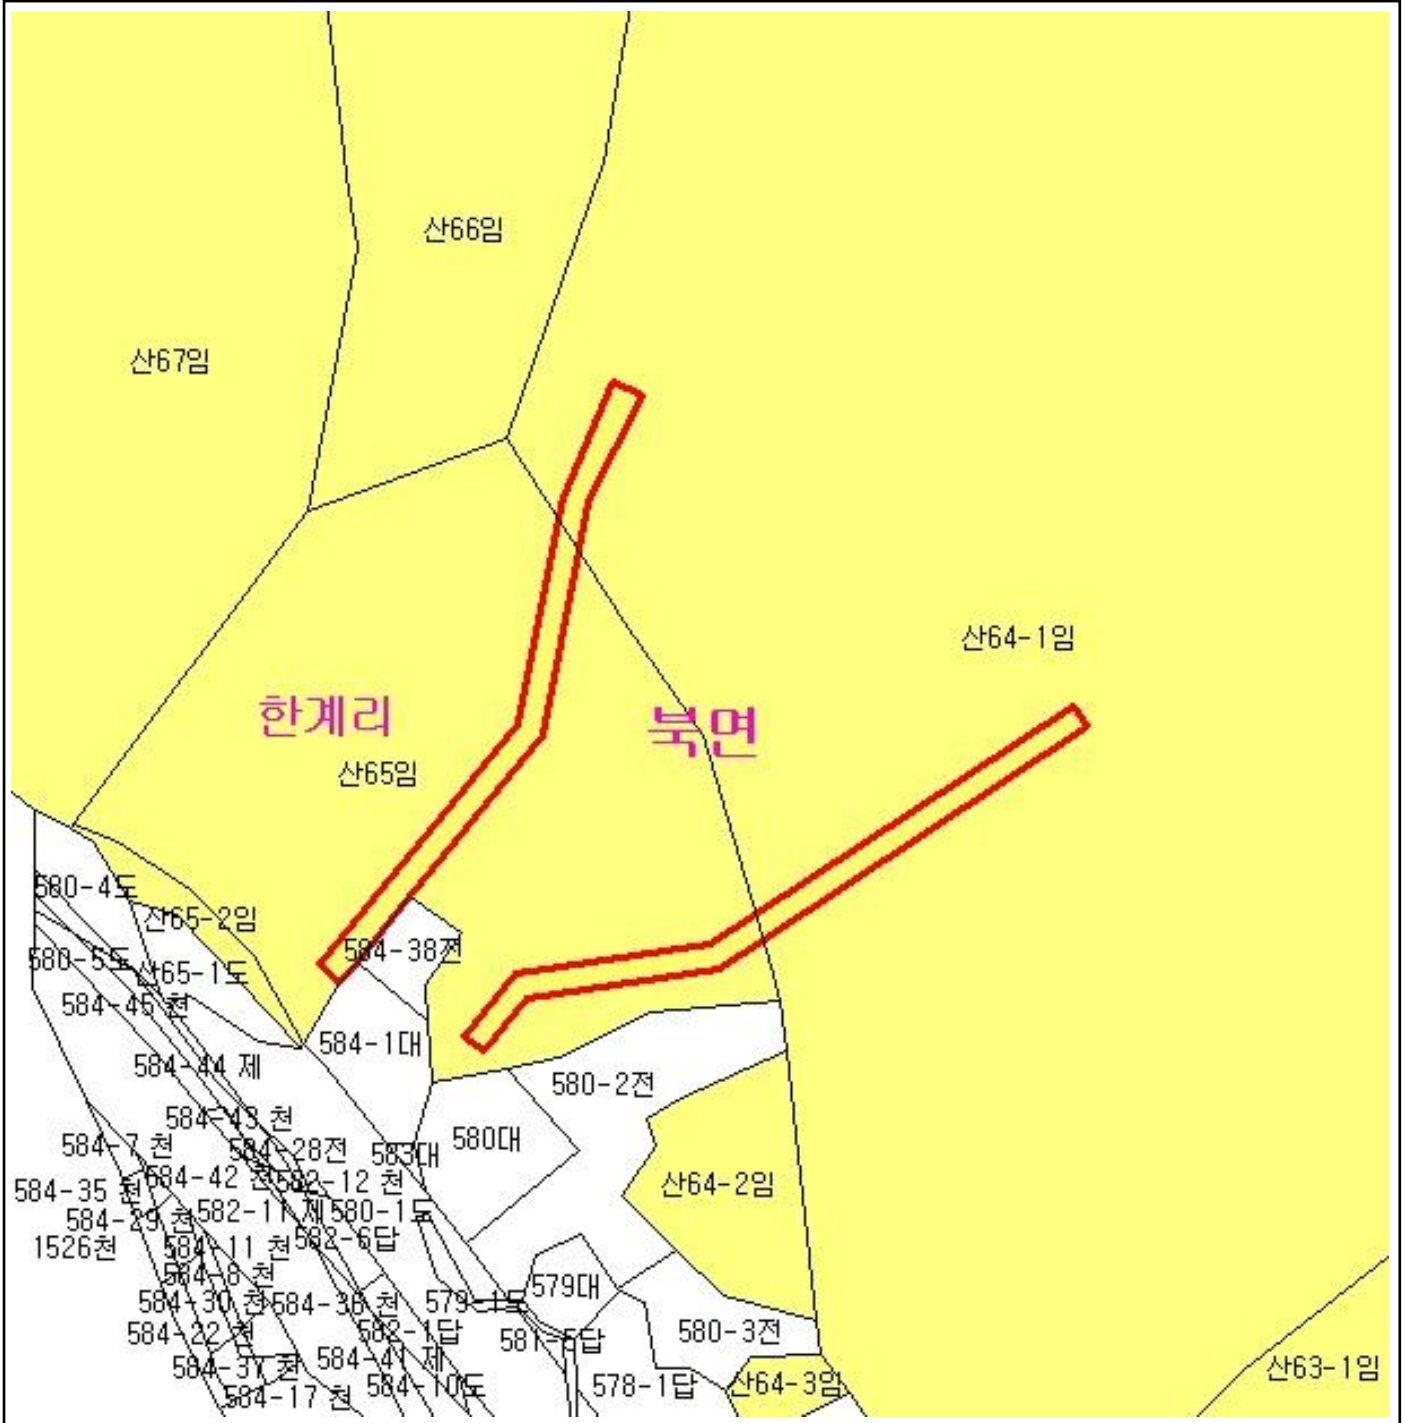 산66임
산67임
산64-1임
한계리
북면
산65임
580-4도
산65-2임
584-38전
580-5도
산65-1도
584-45 천
584-1대
584-44 제
580-2전
584-43 천
584-7 천
584-28전
583대
580대
584-42 천
582-12 천
584-35 천
산64-2임
584-29 천
582-11 제
580-1도
1526천
584-11 천
582-6답
584-8 천
579대
584-30 천
584-36 천
579-1도
584-22 천
582-1답
581-5답
580-3전
584-37 천
584-41 제
584-10도
578-1답
산64-3임
산63-1임
584-17 천